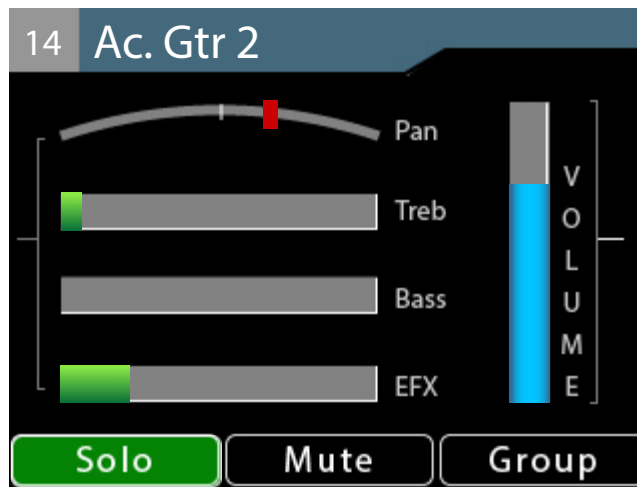 14 Ac. Gtr 2
Pan
Treb
Bass
EFX
VOLUME
Solo Mute Group